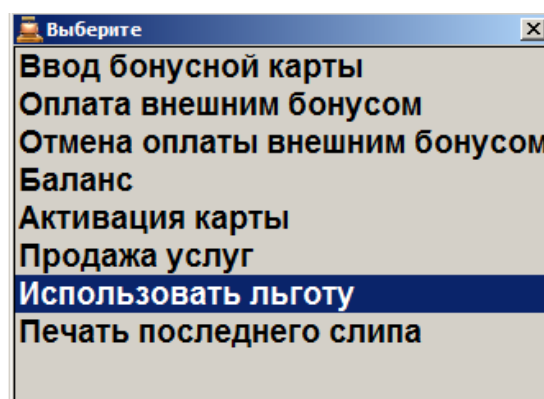 Выберите
Ввод бонусной карты
Оплата внешним бонусом
Отмена оплаты внешним бонусом
Баланс
Активация карты
Продажа услуг
Использовать льготу
Печать последнего слипа